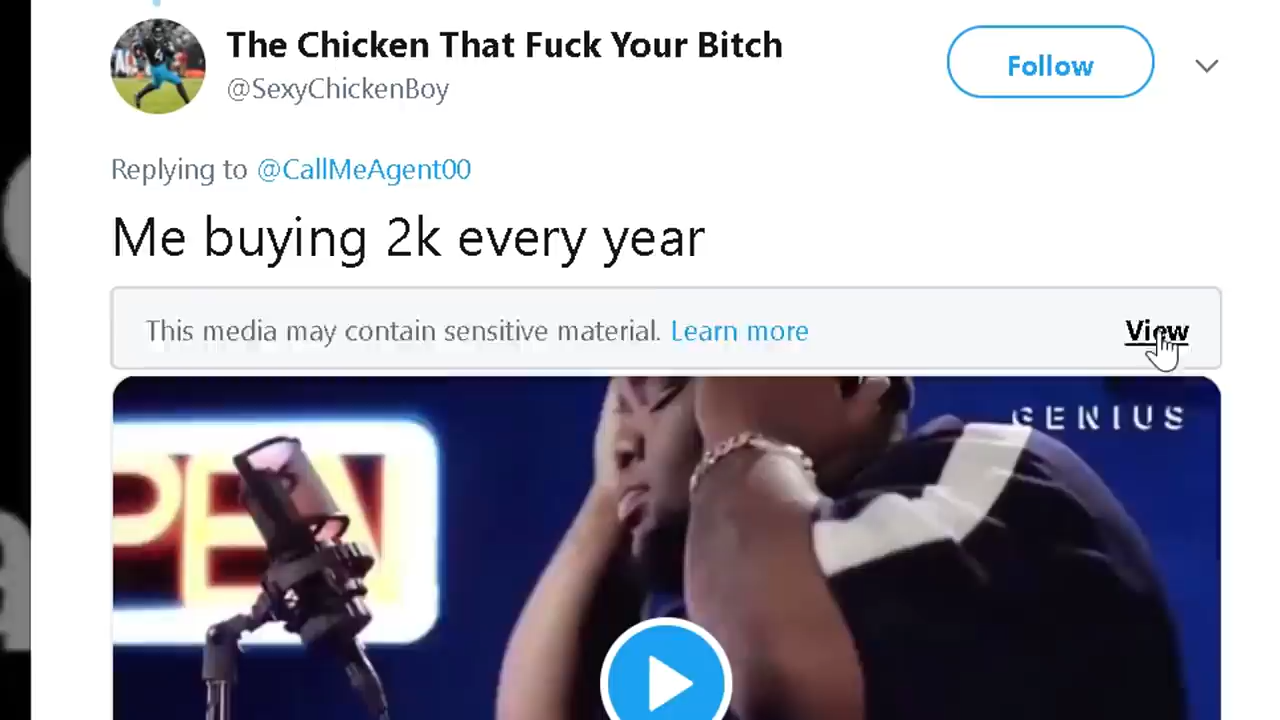 The Chicken That Fuck Your Bitch
@SexyChickenBoy
Follow
Replying to @CallMeAgent00
Me buying 2k every year
This media may contain sensitive material. Learn more
View
GENIUS
PEN